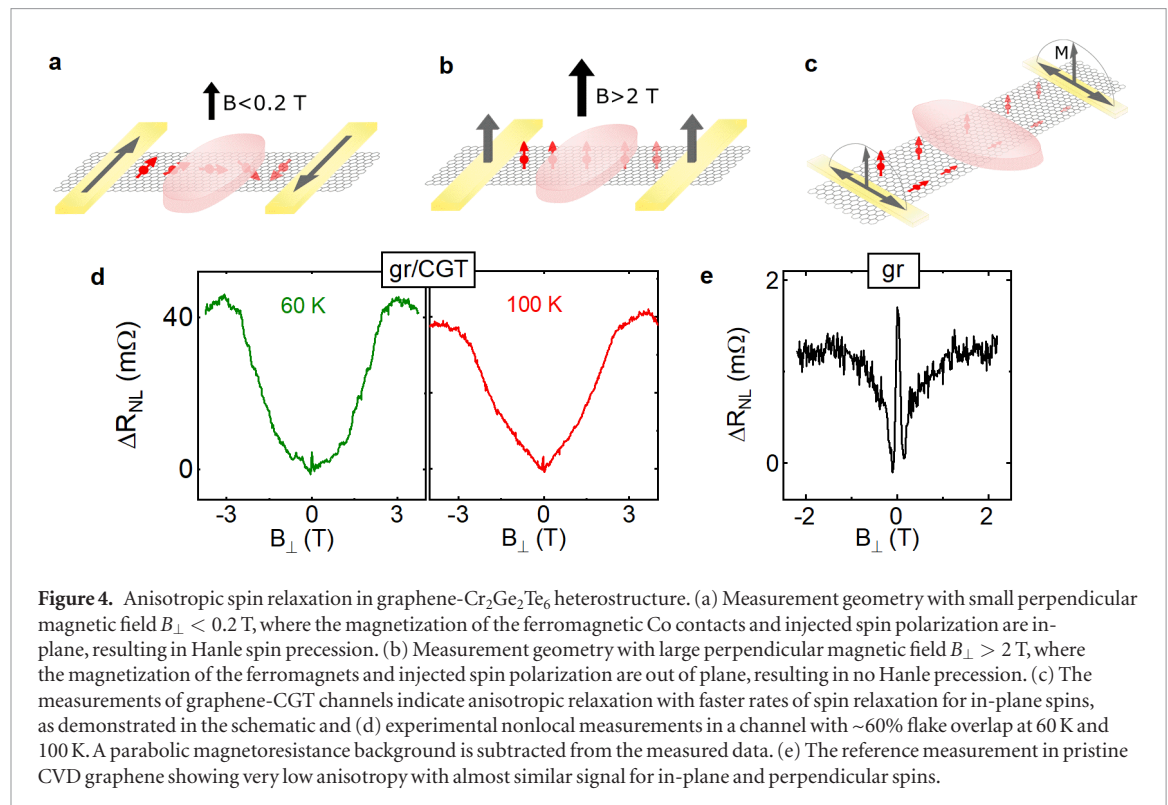 a
b
c
B<0.2 T
B>2 T
M
d
gr/CGT
e
gr
60 K
100 K
40
0
ΔR_NL (mΩ)
-3
0
3
-3
0
3
B⊥ (T)
B⊥ (T)
2
1
0
ΔR_NL (mΩ)
-2
0
2
B⊥ (T)
Figure 4. Anisotropic spin relaxation in graphene-Cr₂Ge₂Te₆ heterostructure. (a) Measurement geometry with small perpendicular
magnetic field B⊥ < 0.2 T, where the magnetization of the ferromagnetic Co contacts and injected spin polarization are in-
plane, resulting in Hanle spin precession. (b) Measurement geometry with large perpendicular magnetic field B⊥ > 2 T, where
the magnetization of the ferromagnets and injected spin polarization are out of plane, resulting in no Hanle precession. (c) The
measurements of graphene-CGT channels indicate anisotropic relaxation with faster rates of spin relaxation for in-plane spins,
as demonstrated in the schematic and (d) experimental nonlocal measurements in a channel with ~60% flake overlap at 60 K and
100 K. A parabolic magnetoresistance background is subtracted from the measured data. (e) The reference measurement in pristine
CVD graphene showing very low anisotropy with almost similar signal for in-plane and perpendicular spins.